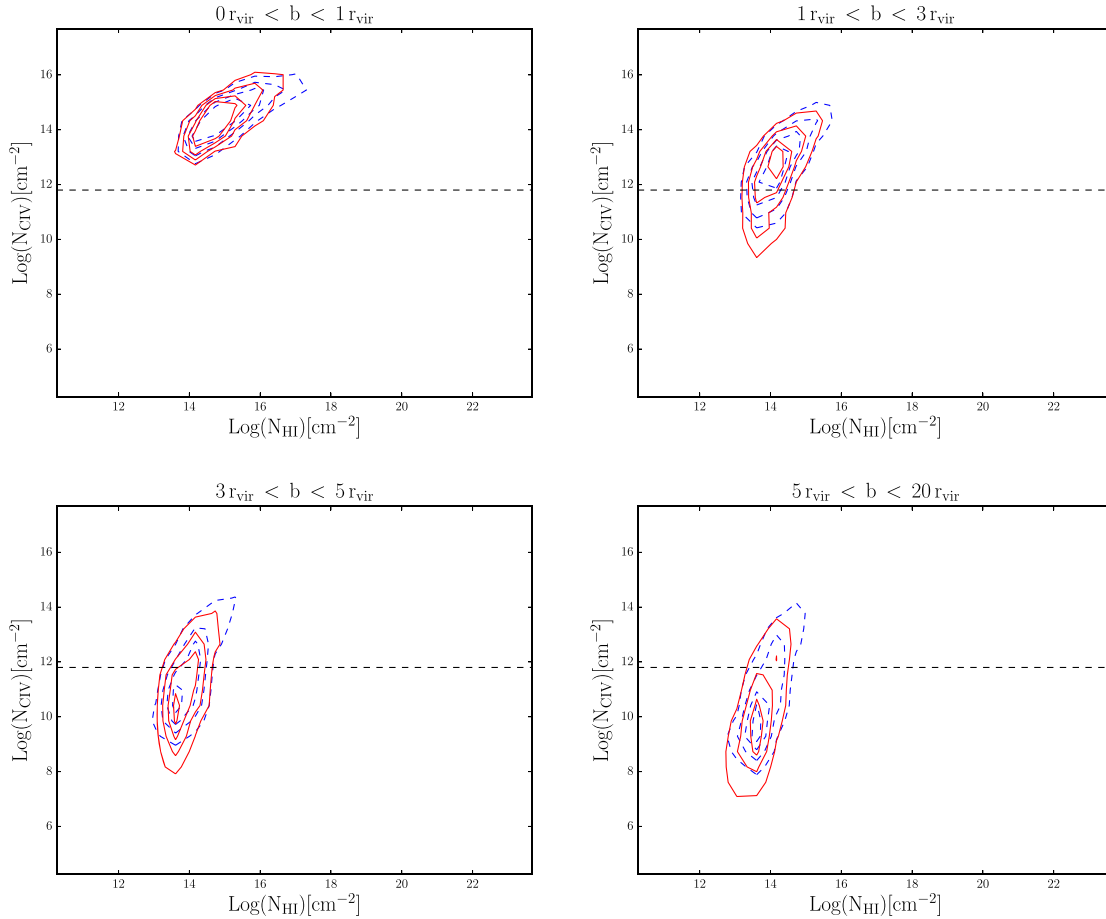 0 r_vir < b < 1 r_vir
16
14
12
10
8
6
Log(N_CIV)[cm⁻²]
12 14 16 18 20 22
Log(N_HI)[cm⁻²]
1 r_vir < b < 3 r_vir
16
14
12
10
8
6
Log(N_CIV)[cm⁻²]
12 14 16 18 20 22
Log(N_HI)[cm⁻²]
3 r_vir < b < 5 r_vir
16
14
12
10
8
6
Log(N_CIV)[cm⁻²]
12 14 16 18 20 22
Log(N_HI)[cm⁻²]
5 r_vir < b < 20 r_vir
16
14
12
10
8
6
Log(N_CIV)[cm⁻²]
12 14 16 18 20 22
Log(N_HI)[cm⁻²]